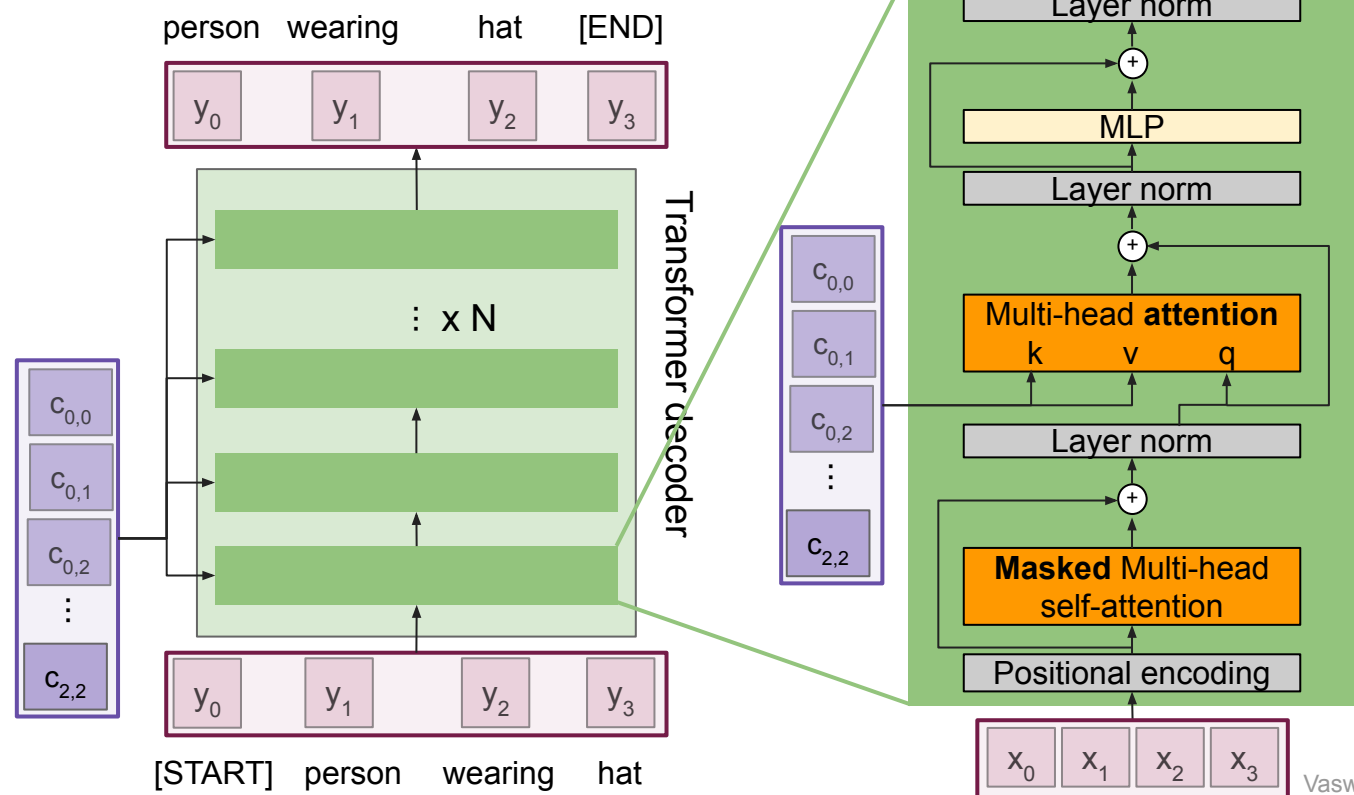 person wearing hat [END]
y0 y1 y2 y3
Transformer decoder
⋮ x N
c0,0
c0,1
c0,2
⋮
c2,2
y0 y1 y2 y3
[START] person wearing hat
Layer norm
+
MLP
Layer norm
+
Multi-head attention
k v q
c0,0
c0,1
c0,2
⋮
c2,2
Layer norm
+
Masked Multi-head
self-attention
Positional encoding
x0 x1 x2 x3